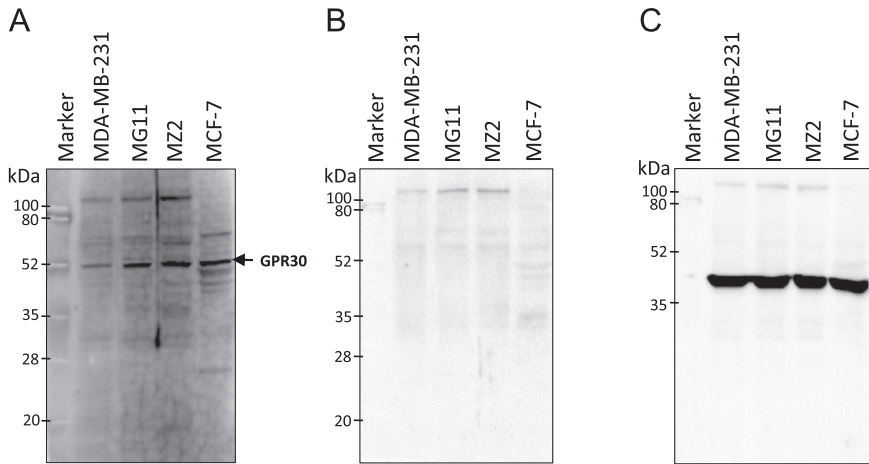 A
Marker
MDA-MB-231
MG11
MZ2
MCF-7
kDa
100
80
52
35
28
20
GPR30
B
Marker
MDA-MB-231
MG11
MZ2
MCF-7
kDa
100
80
52
35
28
20
C
Marker
MDA-MB-231
MG11
MZ2
MCF-7
kDa
100
80
52
35